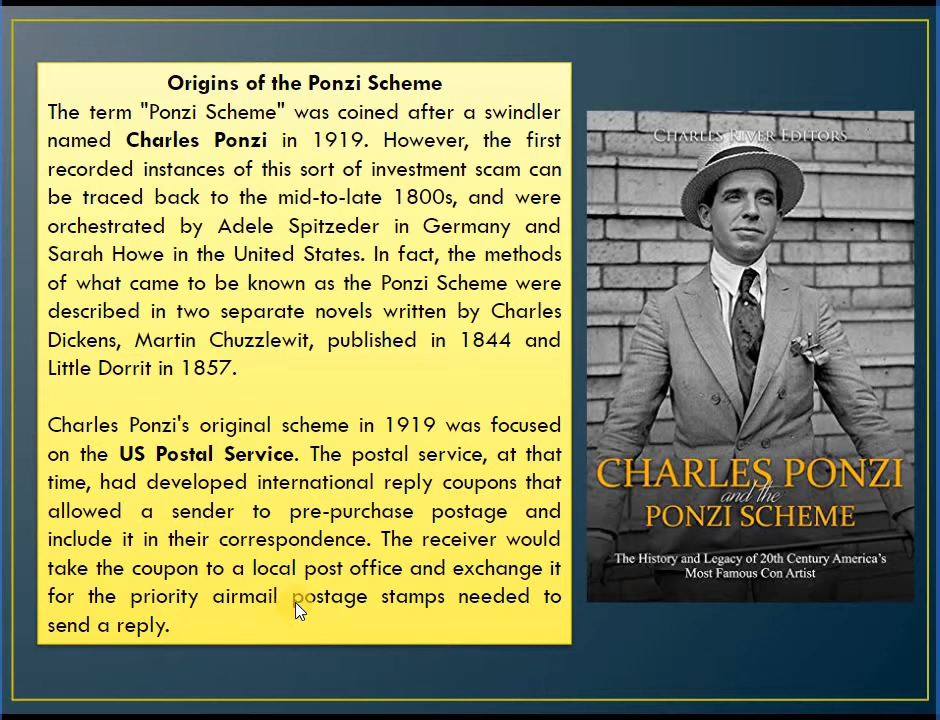 Origins of the Ponzi Scheme
The term "Ponzi Scheme" was coined after a swindler
named Charles Ponzi in 1919. However, the first
recorded instances of this sort of investment scam can
be traced back to the mid-to-late 1800s, and were
orchestrated by Adele Spitzeder in Germany and
Sarah Howe in the United States. In fact, the methods
of what came to be known as the Ponzi Scheme were
described in two separate novels written by Charles
Dickens, Martin Chuzzlewit, published in 1844 and
Little Dorrit in 1857.
Charles Ponzi's original scheme in 1919 was focused
on the US Postal Service. The postal service, at that
time, had developed international reply coupons that
allowed a sender to pre-purchase postage and
include it in their correspondence. The receiver would
take the coupon to a local post office and exchange it
for the priority airmail postage stamps needed to
send a reply.
CHARLES RIVER EDITORS
CHARLES PONZI
and the
PONZI SCHEME
The History and Legacy of 20th Century America's
Most Famous Con Artist